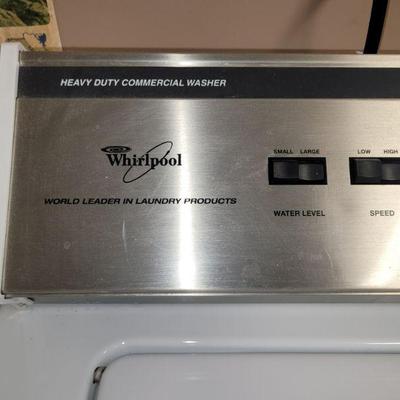 HEAVY DUTY COMMERCIAL WASHER
Whirlpool
WORLD LEADER IN LAUNDRY PRODUCTS
SMALL LARGE
WATER LEVEL
LOW HIGH
SPEED